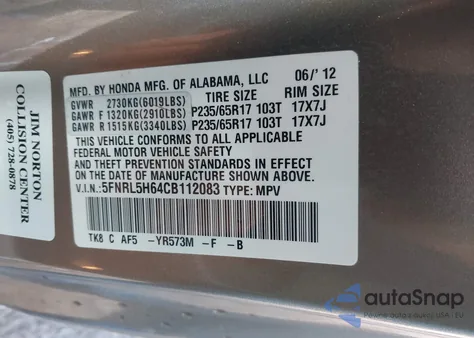 JIM NORTON
COLLISION CENTER
(405) 728-0878
MFD. BY HONDA MFG. OF ALABAMA, LLC 06/' 12
TIRE SIZE RIM SIZE
GVWR 2730KG(6019LBS)
GAWR F 1320KG(2910LBS) P235/65R17 103T 17X7J
GAWR R 1515KG(3340LBS) P235/65R17 103T 17X7J
THIS VEHICLE CONFORMS TO ALL APPLICABLE
FEDERAL MOTOR VEHICLE SAFETY, BUMPER,
AND THEFT PREVENTION STANDARDS IN EFFECT
ON THE DATE OF MANUFACTURE SHOWN ABOVE.
V.I.N: 5FNRL5H64CB112083 TYPE: MPV
TK8 C AF5 -YR573M -F -B
autoSnap